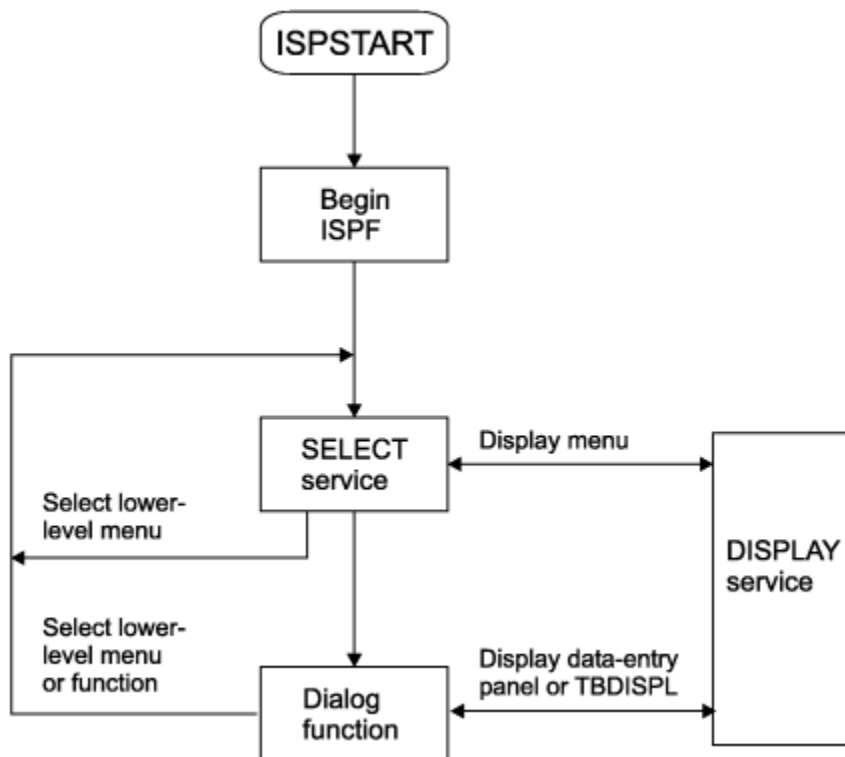 ISPSTART
Begin
ISPF
SELECT
service
Display menu
Select lower-
level menu
DISPLAY
service
Select lower-
level menu
or function
Dialog
function
Display data-entry
panel or TBDISPL